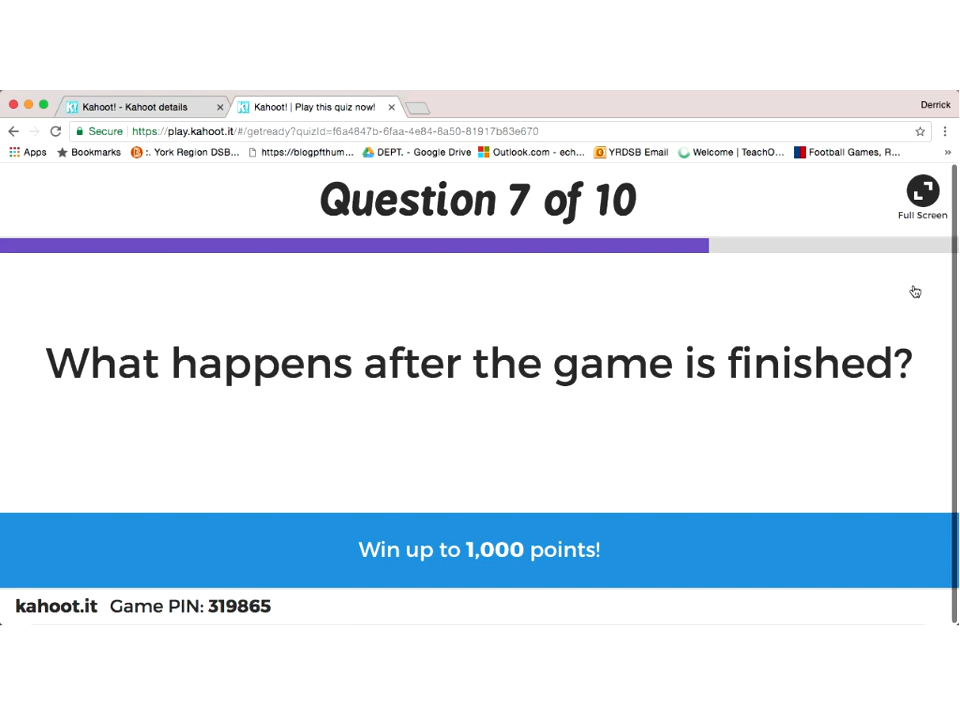 Kahoot! - Kahoot details
Kahoot! | Play this quiz now!
Derrick
Secure
https://play.kahoot.it/#/getready?quizId=f6a4847b-6faa-4e84-8a50-81917b83e670
Apps
Bookmarks
:. York Region DSB...
https://blogpfthum...
DEPT. - Google Drive
Outlook.com - ech...
YRDSB Email
Welcome | TeachO...
Football Games, R...
»
Question 7 of 10
Full Screen
What happens after the game is finished?
Win up to 1,000 points!
kahoot.it Game PIN: 319865